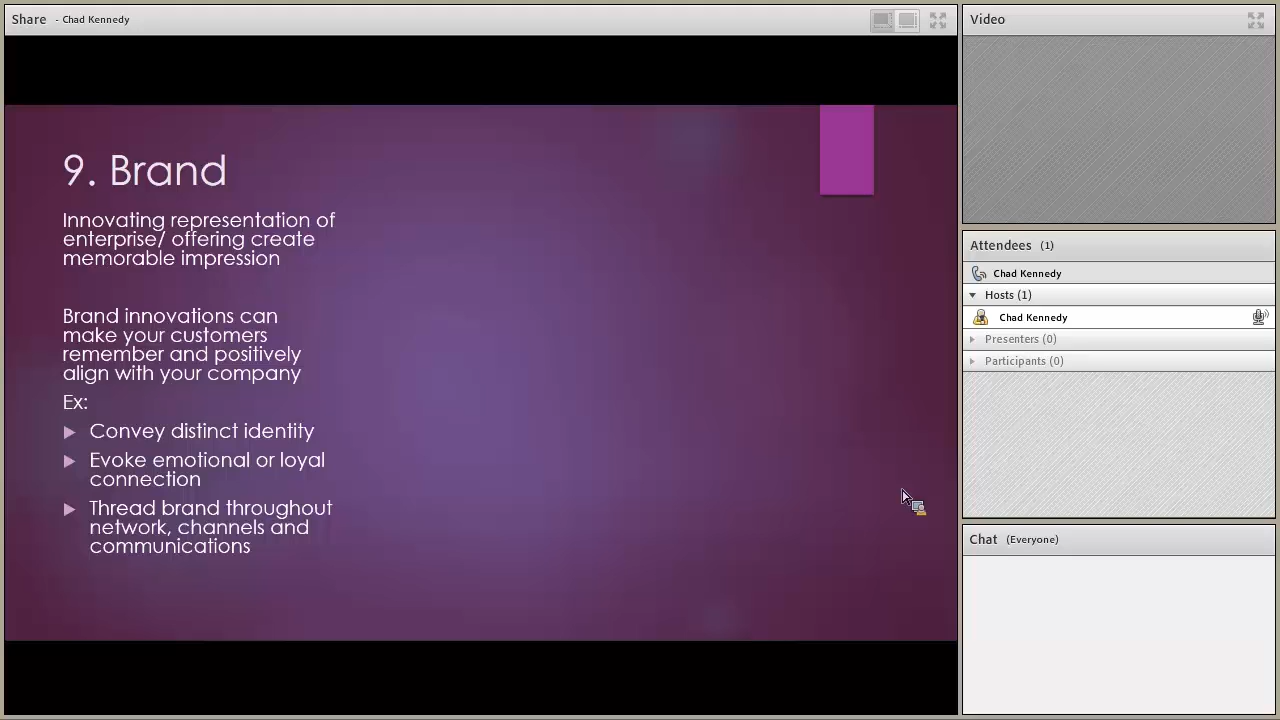 Share - Chad Kennedy
9. Brand
Innovating representation of
enterprise/ offering create
memorable impression
Brand innovations can
make your customers
remember and positively
align with your company
Ex:
Convey distinct identity
Evoke emotional or loyal
connection
Thread brand throughout
network, channels and
communications
Video
Attendees (1)
Chad Kennedy
Hosts (1)
Chad Kennedy
Presenters (0)
Participants (0)
Chat (Everyone)